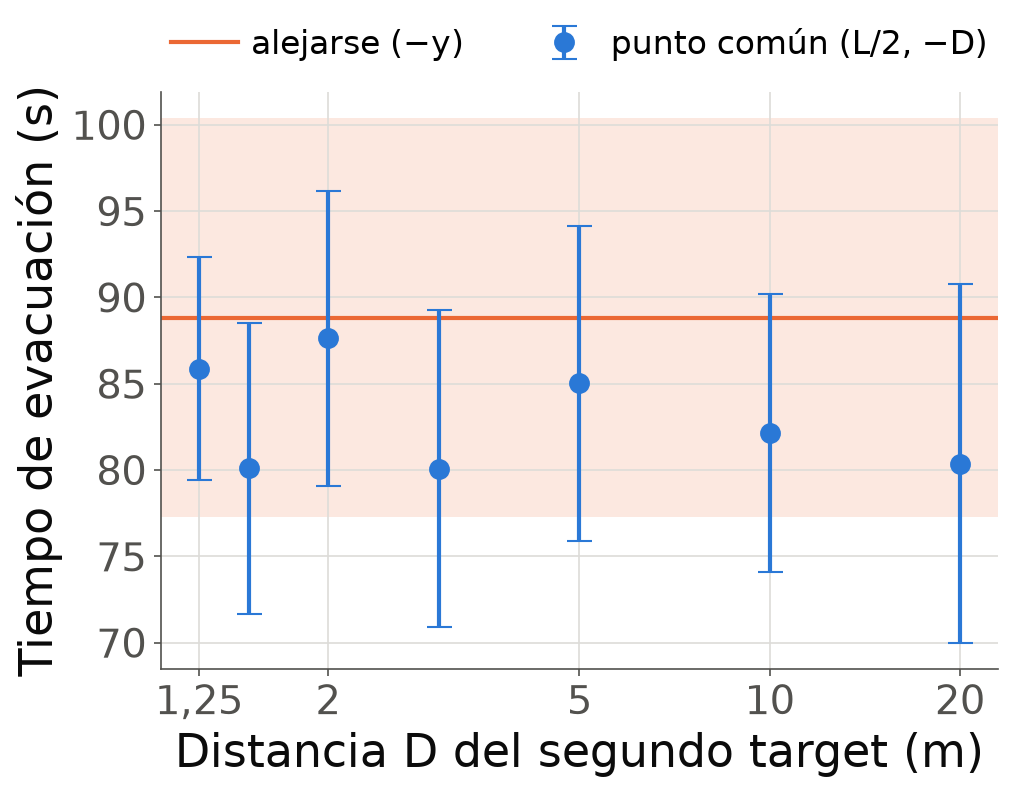 alejarse (−y)
punto común (L/2, −D)
Tiempo de evacuación (s)
100
95
90
85
80
75
70
1,25 2 5 10 20
Distancia D del segundo target (m)